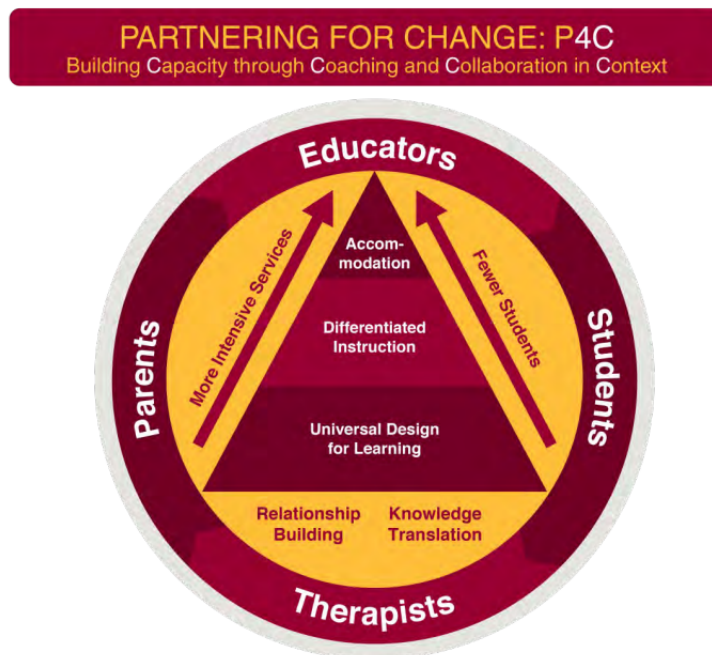 PARTNERING FOR CHANGE: P4C
Building Capacity through Coaching and Collaboration in Context
Educators
Accom-
modation
More Intensive Services
Fewer Students
Differentiated
Instruction
Parents
Students
Universal Design
for Learning
Relationship
Building
Knowledge
Translation
Therapists